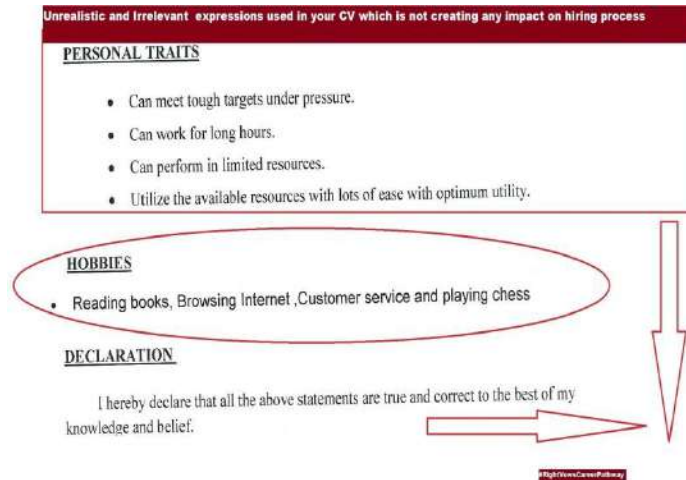 Unrealistic and Irrelevant expressions used in your CV which is not creating any impact on hiring process
PERSONAL TRAITS
• Can meet tough targets under pressure.
• Can work for long hours.
• Can perform in limited resources.
• Utilize the available resources with lots of ease with optimum utility.
HOBBIES
• Reading books, Browsing Internet ,Customer service and playing chess
DECLARATION
I hereby declare that all the above statements are true and correct to the best of my
knowledge and belief.
#RightViewsCareerPathway